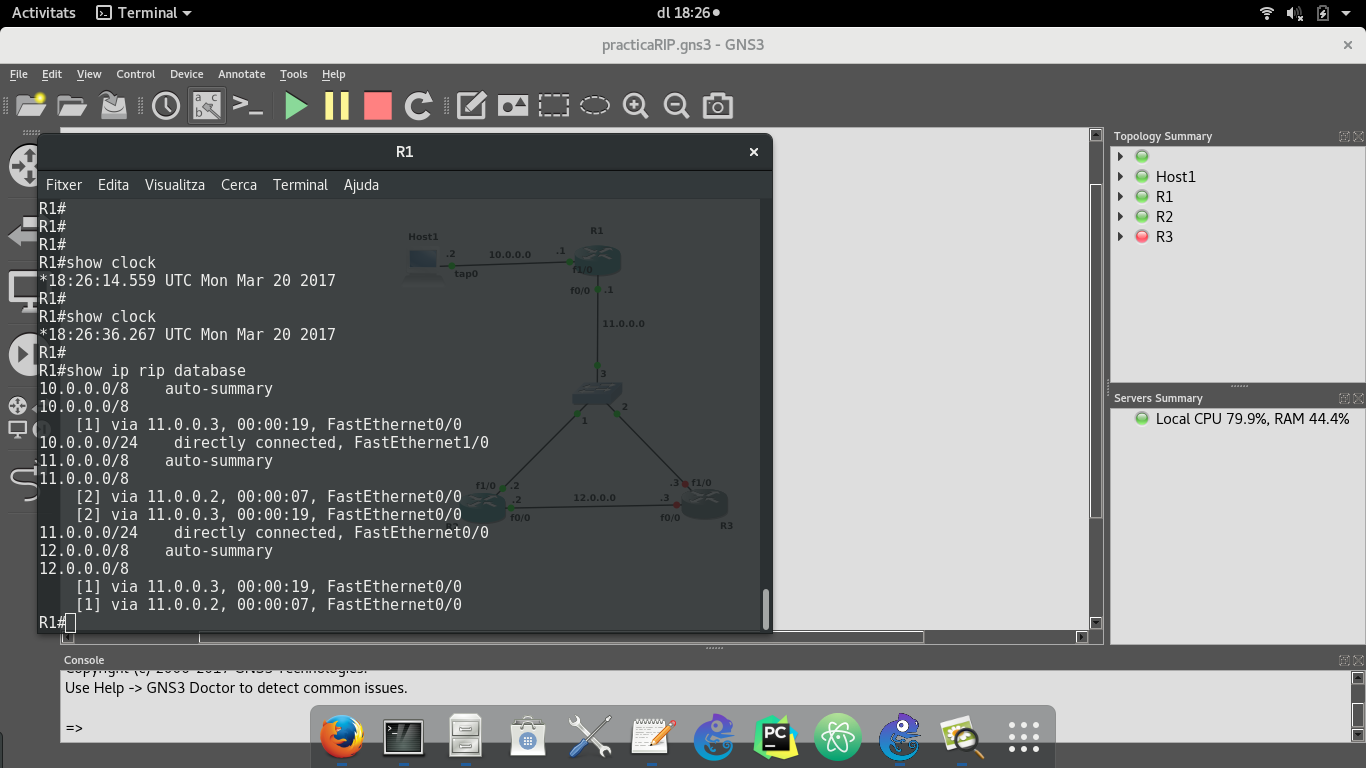 Activitats Terminal dl 18:26
practicaRIP.gns3 - GNS3
File Edit View Control Device Annotate Tools Help
R1
Fitxer Edita Visualitza Cerca Terminal Ajuda
R1#
R1#
R1#
R1#show clock
*18:26:14.559 UTC Mon Mar 20 2017
R1#
R1#show clock
*18:26:36.267 UTC Mon Mar 20 2017
R1#
R1#show ip rip database
10.0.0.0/8    auto-summary
10.0.0.0/8
    [1] via 11.0.0.3, 00:00:19, FastEthernet0/0
10.0.0.0/24    directly connected, FastEthernet1/0
11.0.0.0/8    auto-summary
11.0.0.0/8
    [2] via 11.0.0.2, 00:00:07, FastEthernet0/0
    [2] via 11.0.0.3, 00:00:19, FastEthernet0/0
11.0.0.0/24    directly connected, FastEthernet0/0
12.0.0.0/8    auto-summary
12.0.0.0/8
    [1] via 11.0.0.3, 00:00:19, FastEthernet0/0
    [1] via 11.0.0.2, 00:00:07, FastEthernet0/0
R1#
Host1
.2
10.0.0.0
.1
R1
tap0
f1/0
f0/0
.1
11.0.0.0
3
1
2
f1/0
.2
.2
f0/0
12.0.0.0
.3
f1/0
.3
f0/0
R3
Topology Summary
Host1
R1
R2
R3
Servers Summary
Local CPU 79.9%, RAM 44.4%
Console
Copyright (c) 2006-2017 GNS3 Technologies.
Use Help -> GNS3 Doctor to detect common issues.
=>
a c
b
PC